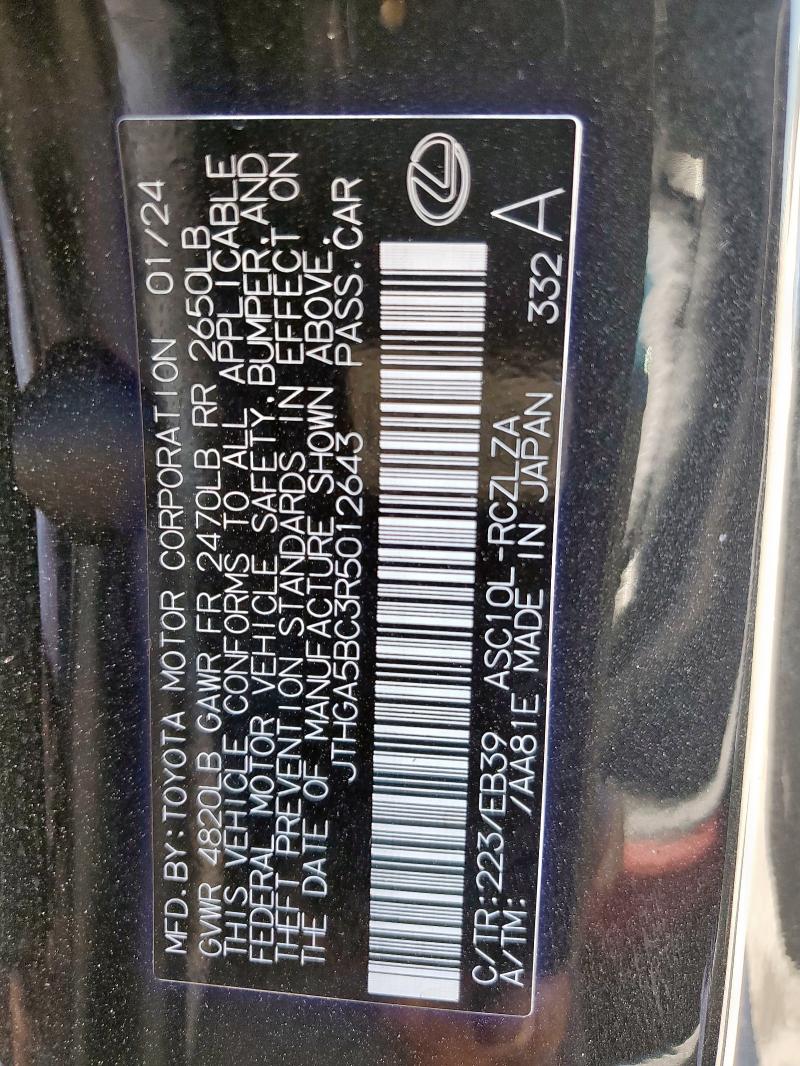 MFD.BY:TOYOTA MOTOR CORPORATION 01/24
GVWR 4820LB GAWR FR 2470LB RR 2650LB
THIS VEHICLE CONFORMS TO ALL APPLICABLE
FEDERAL MOTOR VEHICLE SAFETY,BUMPER,AND
THEFT PREVENTION STANDARDS IN EFFECT ON
THE DATE OF MANUFACTURE SHOWN ABOVE.
JTHGA5BC3R5012643 PASS.CAR
C/TR:223/EB39 ASC10L-RCZLZA
A/TM: /AA81E MADE IN JAPAN 332 A